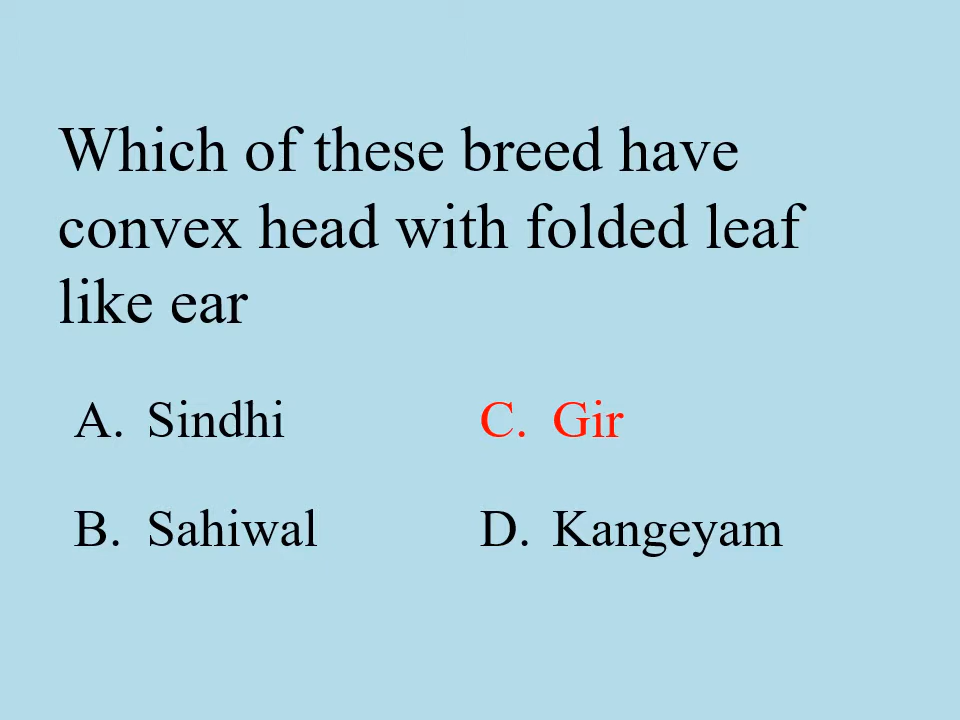 Which of these breed have
convex head with folded leaf
like ear
A. Sindhi
C. Gir
B. Sahiwal
D. Kangeyam